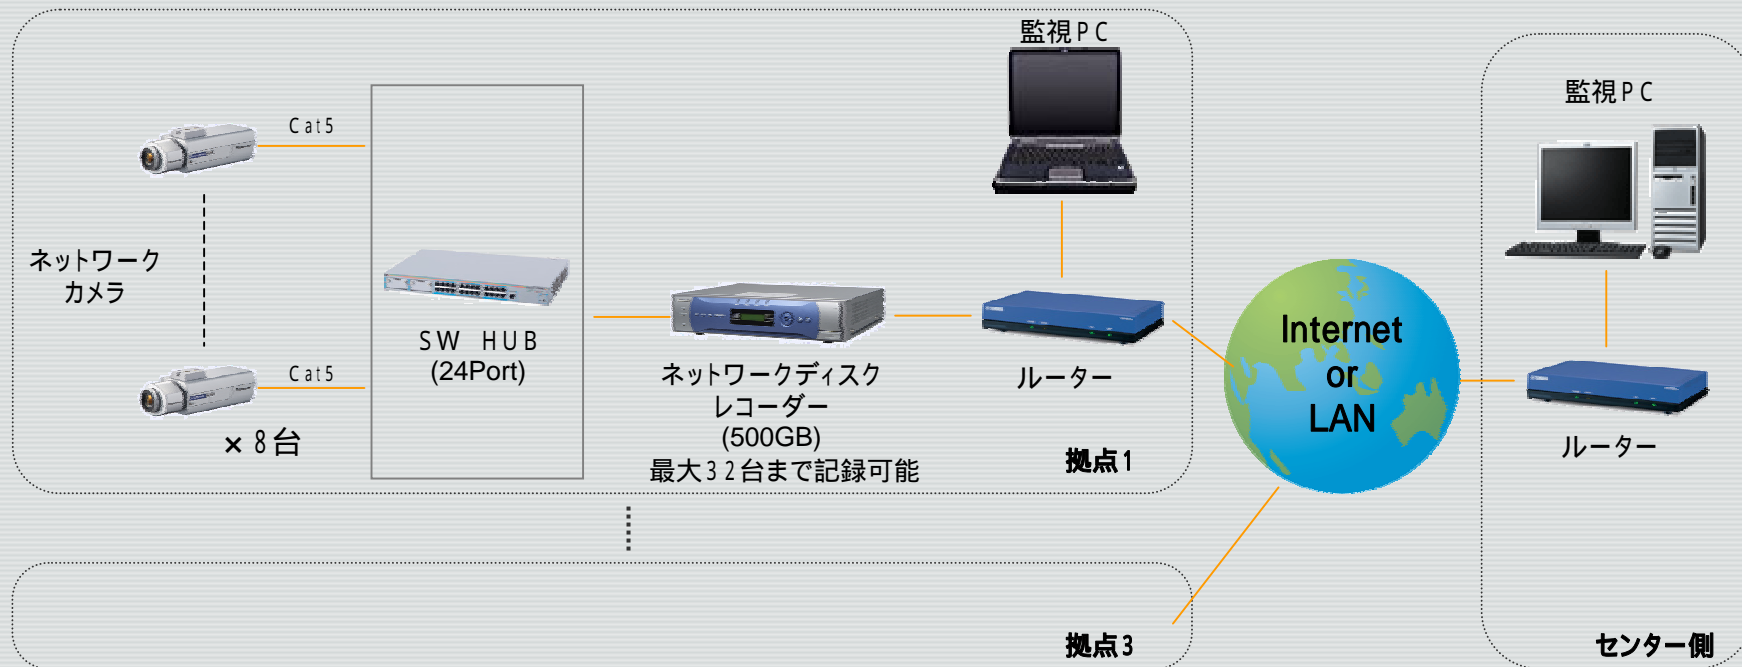 監視PC
監視PC
Cat5
ネットワーク
カメラ
SW HUB
(24Port)
Cat5
×8台
ネットワークディスク
レコーダー
(500GB)
最大32台まで記録可能
ルーター
拠点1
Internet
or
LAN
ルーター
拠点3
センター側